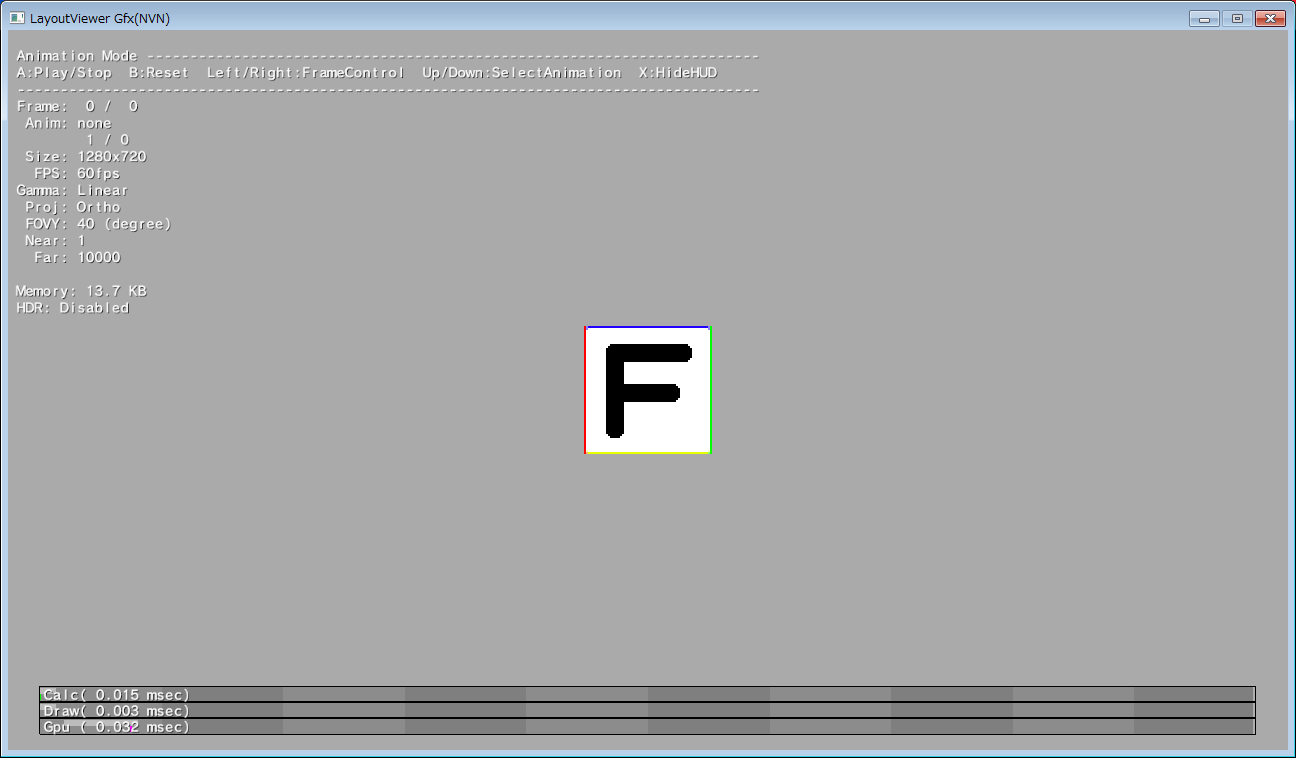 LayoutViewer Gfx(NVN)
Animation Mode -----------------------------------------------------------------------
A:Play/Stop  B:Reset  Left/Right:FrameControl  Up/Down:SelectAnimation  X:HideHUD
--------------------------------------------------------------------------------------
Frame:  0 /  0
Anim: none
1 / 0
Size: 1280x720
FPS: 60fps
Gamma: Linear
Proj: Ortho
FOVY: 40 (degree)
Near: 1
Far: 10000
Memory: 13.7 KB
HDR: Disabled
F
Calc( 0.015 msec)
Draw( 0.003 msec)
Gpu ( 0.032 msec)